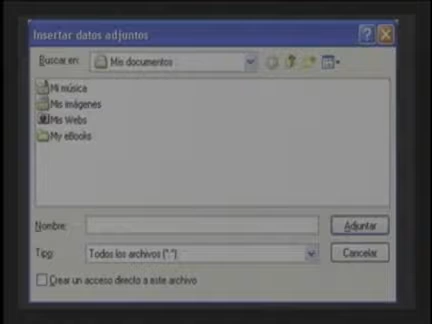 Insertar datos adjuntos
Buscar en: Mis documentos
Mi música
Mis imágenes
Mis Webs
My eBooks
Nombre: Adjuntar
Tipo: Todos los archivos (*.*) Cancelar
Crear un acceso directo a este archivo